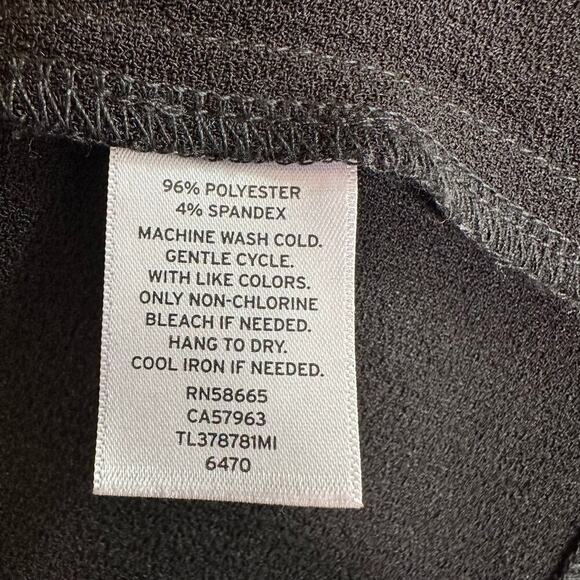 96% POLYESTER
4% SPANDEX
MACHINE WASH COLD.
GENTLE CYCLE.
WITH LIKE COLORS.
ONLY NON-CHLORINE
BLEACH IF NEEDED.
HANG TO DRY.
COOL IRON IF NEEDED.
RN58665
CA57963
TL378781MI
6470